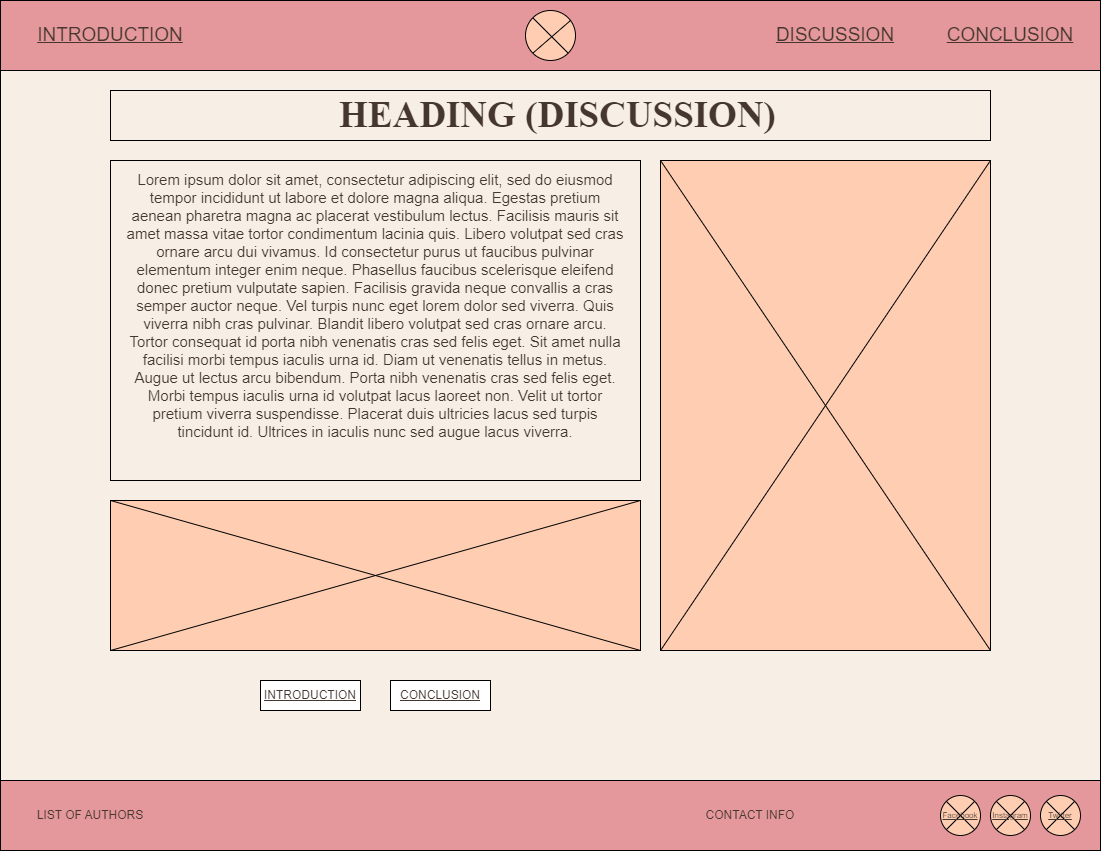 INTRODUCTION
DISCUSSION
CONCLUSION
HEADING (DISCUSSION)
Lorem ipsum dolor sit amet, consectetur adipiscing elit, sed do eiusmod
tempor incididunt ut labore et dolore magna aliqua. Egestas pretium
aenean pharetra magna ac placerat vestibulum lectus. Facilisis mauris sit
amet massa vitae tortor condimentum lacinia quis. Libero volutpat sed cras
ornare arcu dui vivamus. Id consectetur purus ut faucibus pulvinar
elementum integer enim neque. Phasellus faucibus scelerisque eleifend
donec pretium vulputate sapien. Facilisis gravida neque convallis a cras
semper auctor neque. Vel turpis nunc eget lorem dolor sed viverra. Quis
viverra nibh cras pulvinar. Blandit libero volutpat sed cras ornare arcu.
Tortor consequat id porta nibh venenatis cras sed felis eget. Sit amet nulla
facilisi morbi tempus iaculis urna id. Diam ut venenatis tellus in metus.
Augue ut lectus arcu bibendum. Porta nibh venenatis cras sed felis eget.
Morbi tempus iaculis urna id volutpat lacus laoreet non. Velit ut tortor
pretium viverra suspendisse. Placerat duis ultricies lacus sed turpis
tincidunt id. Ultrices in iaculis nunc sed augue lacus viverra.
INTRODUCTION
CONCLUSION
LIST OF AUTHORS
CONTACT INFO
Facebook
Instagram
Twitter